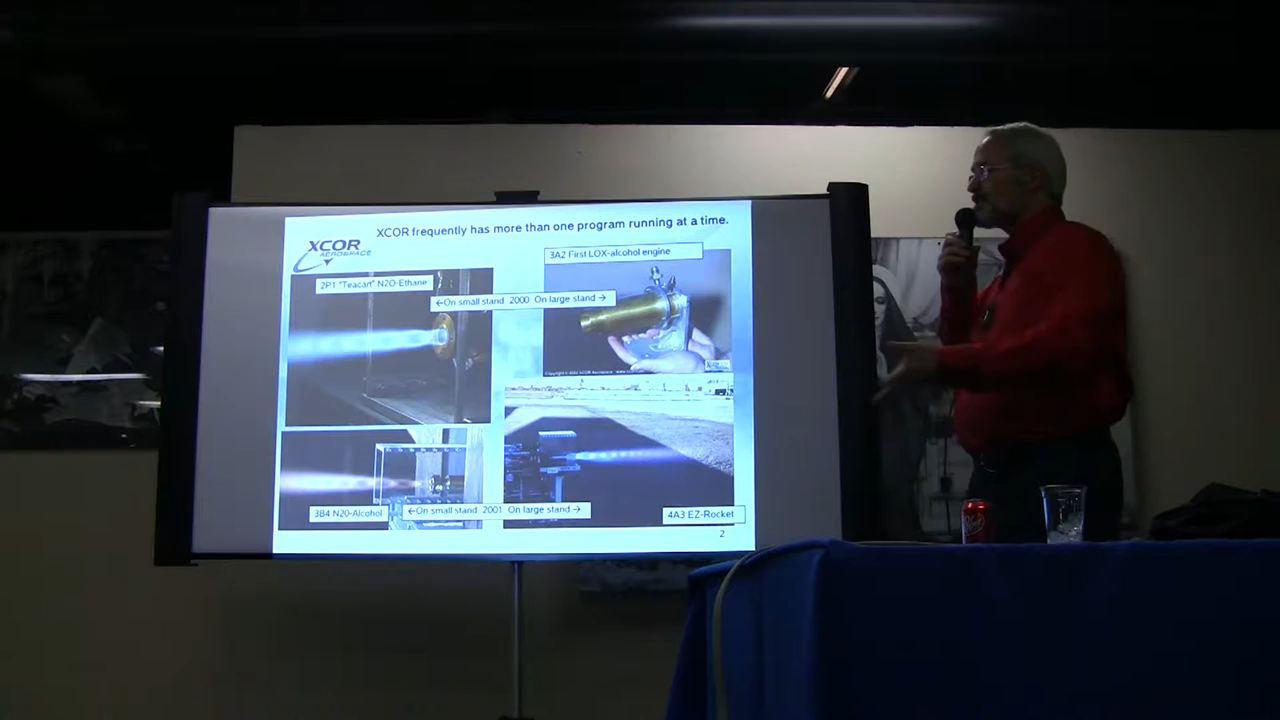 XCOR frequently has more than one program running at a time.
XCOR
AEROSPACE
2P1 "Teacart" N2O-Ethane
3A2 First LOX-alcohol engine
←On small stand 2000 On large stand→
3B4 N20-Alcohol
←On small stand 2001 On large stand→
4A3 EZ-Rocket
2